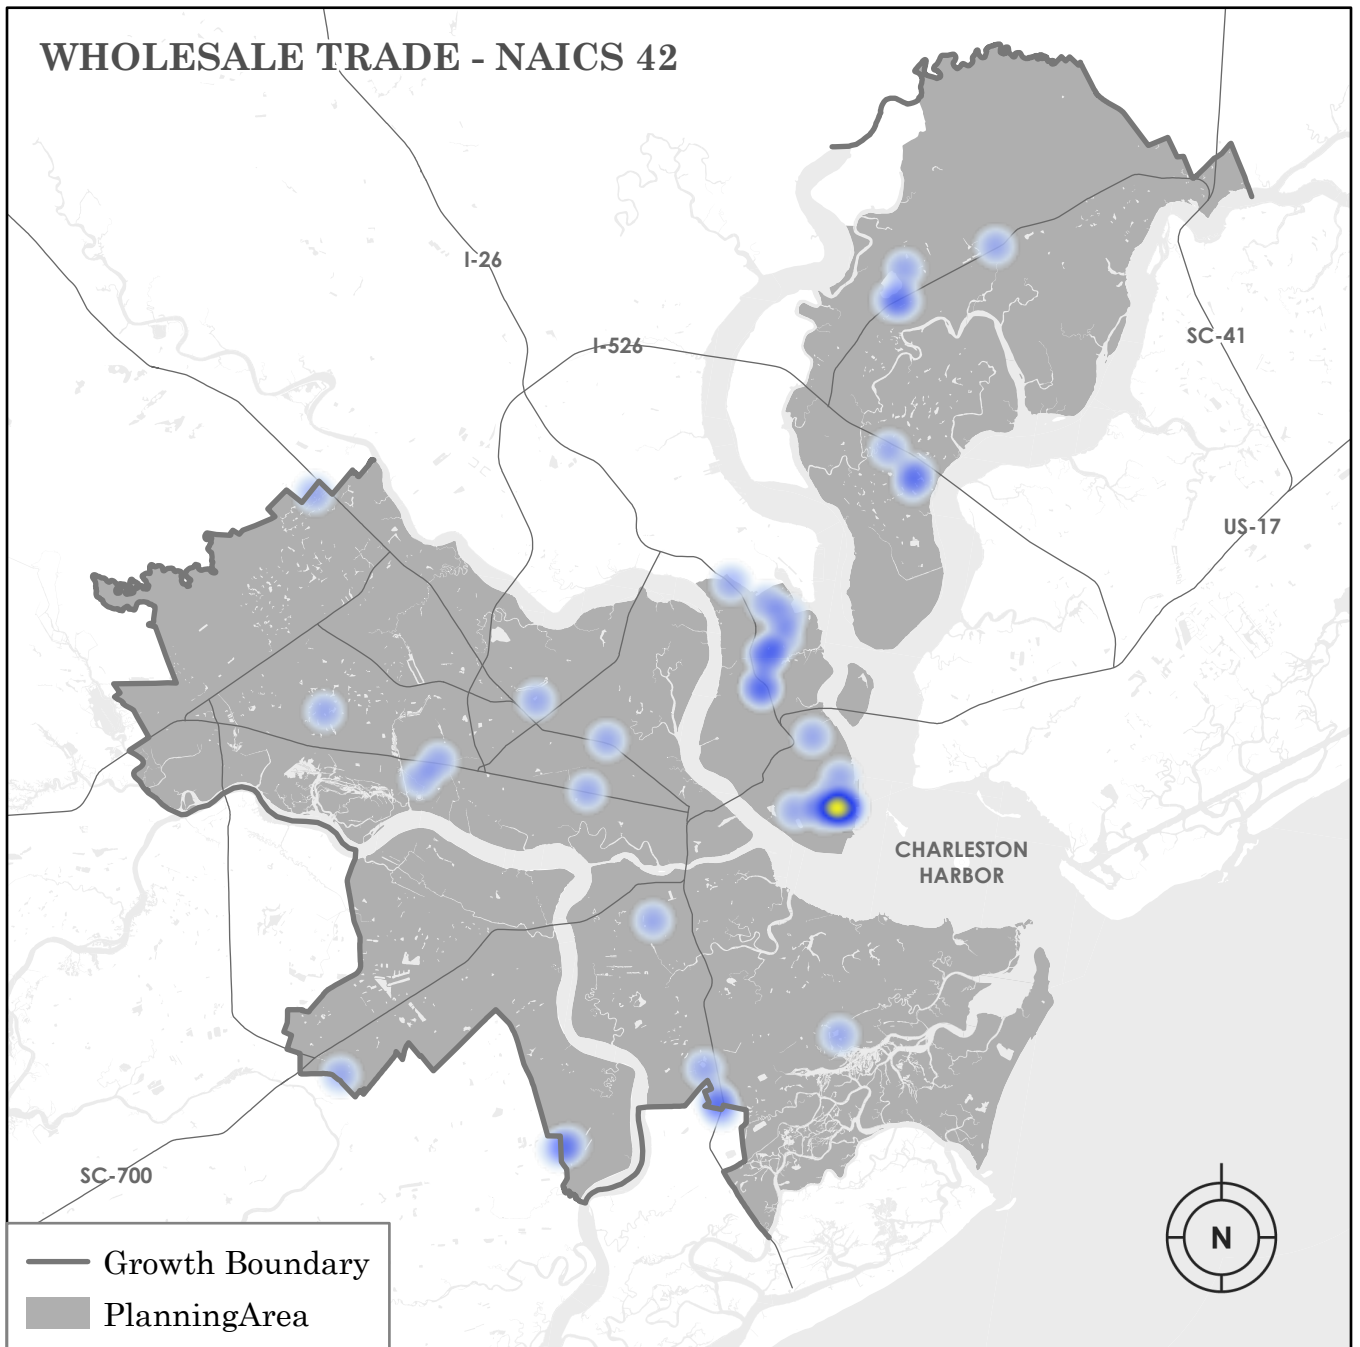 WHOLESALE TRADE - NAICS 42
I-26
I-526
SC-41
US-17
CHARLESTON
HARBOR
SC-700
N
Growth Boundary
PlanningArea